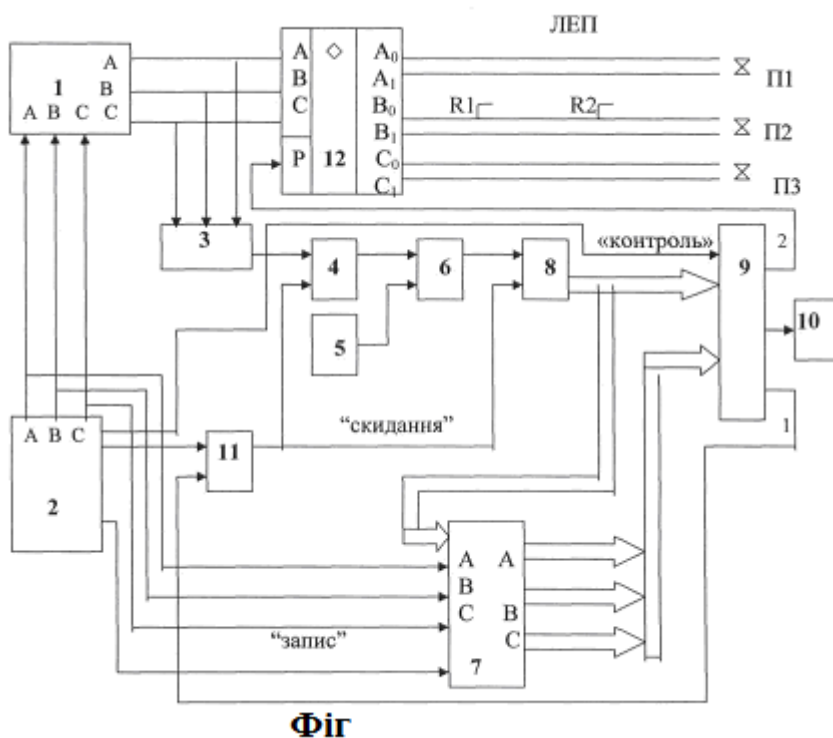 ЛЕП
A
1 B
A B C C
A
B
C
P
◇
12
A₀
A₁
B₀
B₁
C₀
C₁
R1
R2
П1
П2
П3
3
4
6
8
5
«контроль»
2
9
10
1
A B C
2
11
“скидання”
A A
B B
C C
7
“запис”
Фіг